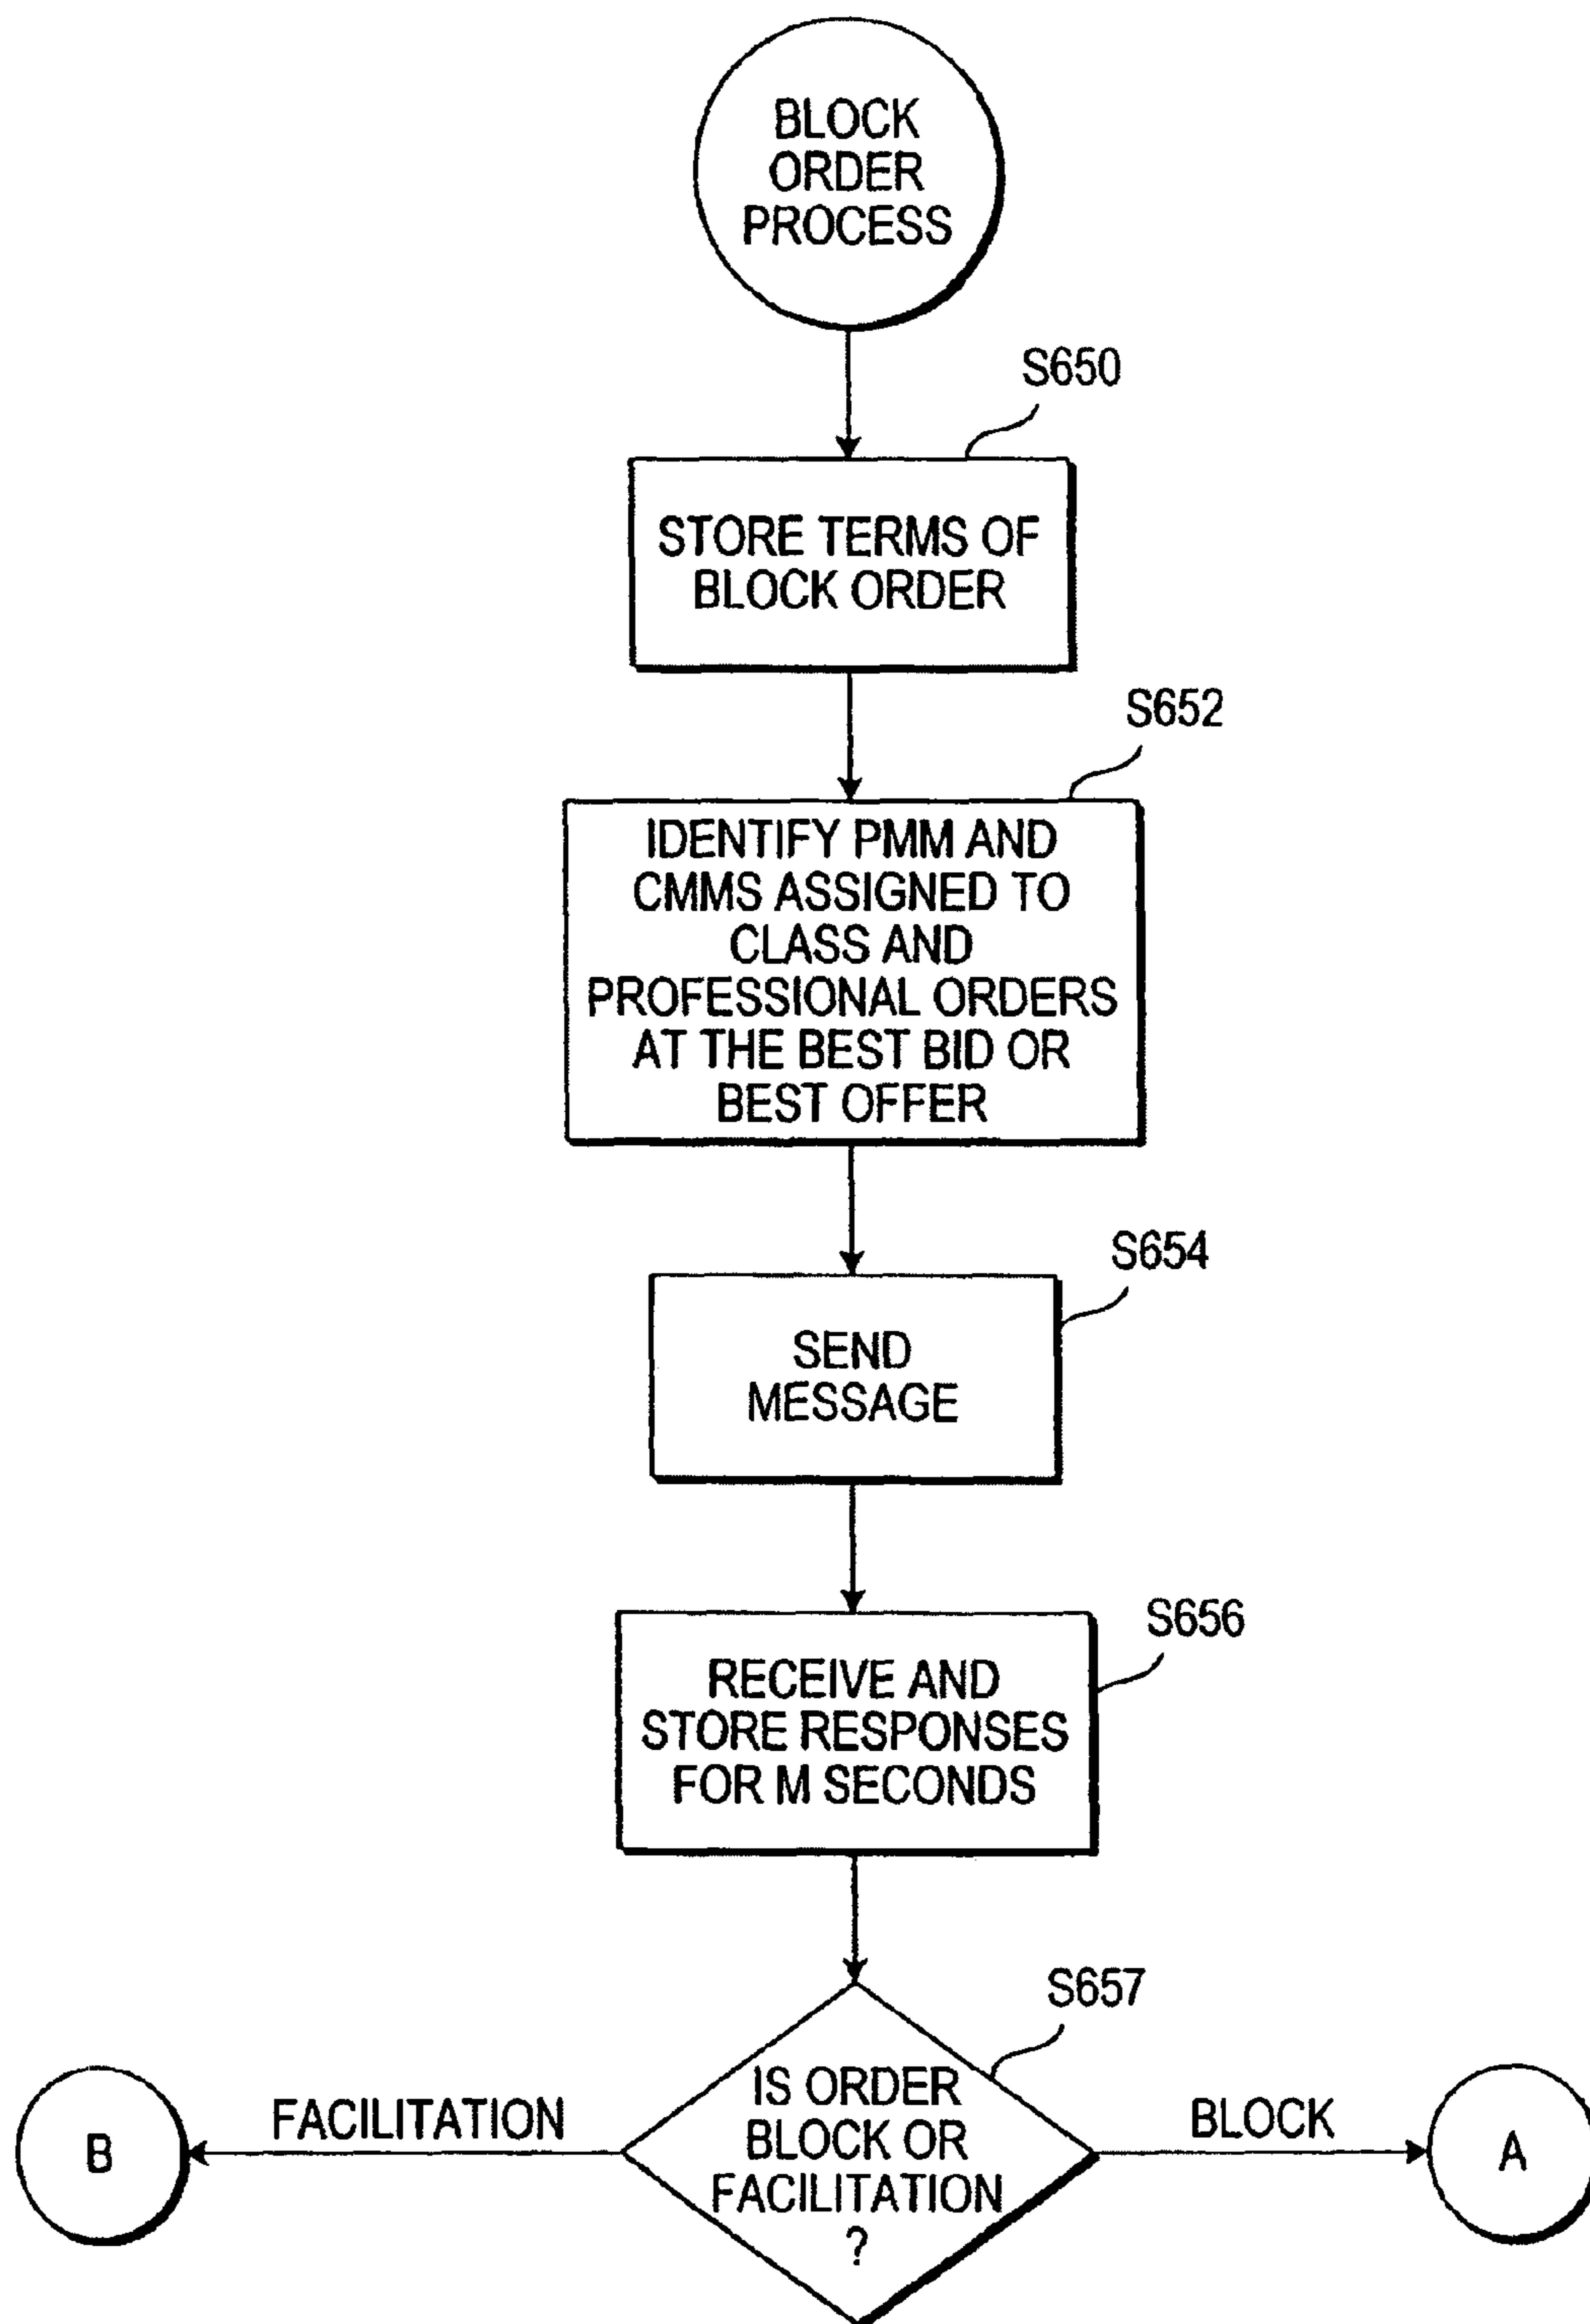 BLOCK
ORDER
PROCESS
S650
STORE TERMS OF
BLOCK ORDER
S652
IDENTIFY PMM AND
CMMS ASSIGNED TO
CLASS AND
PROFESSIONAL ORDERS
AT THE BEST BID OR
BEST OFFER
S654
SEND
MESSAGE
S656
RECEIVE AND
STORE RESPONSES
FOR M SECONDS
S657
IS ORDER
BLOCK OR
FACILITATION
?
FACILITATION
B
BLOCK
A